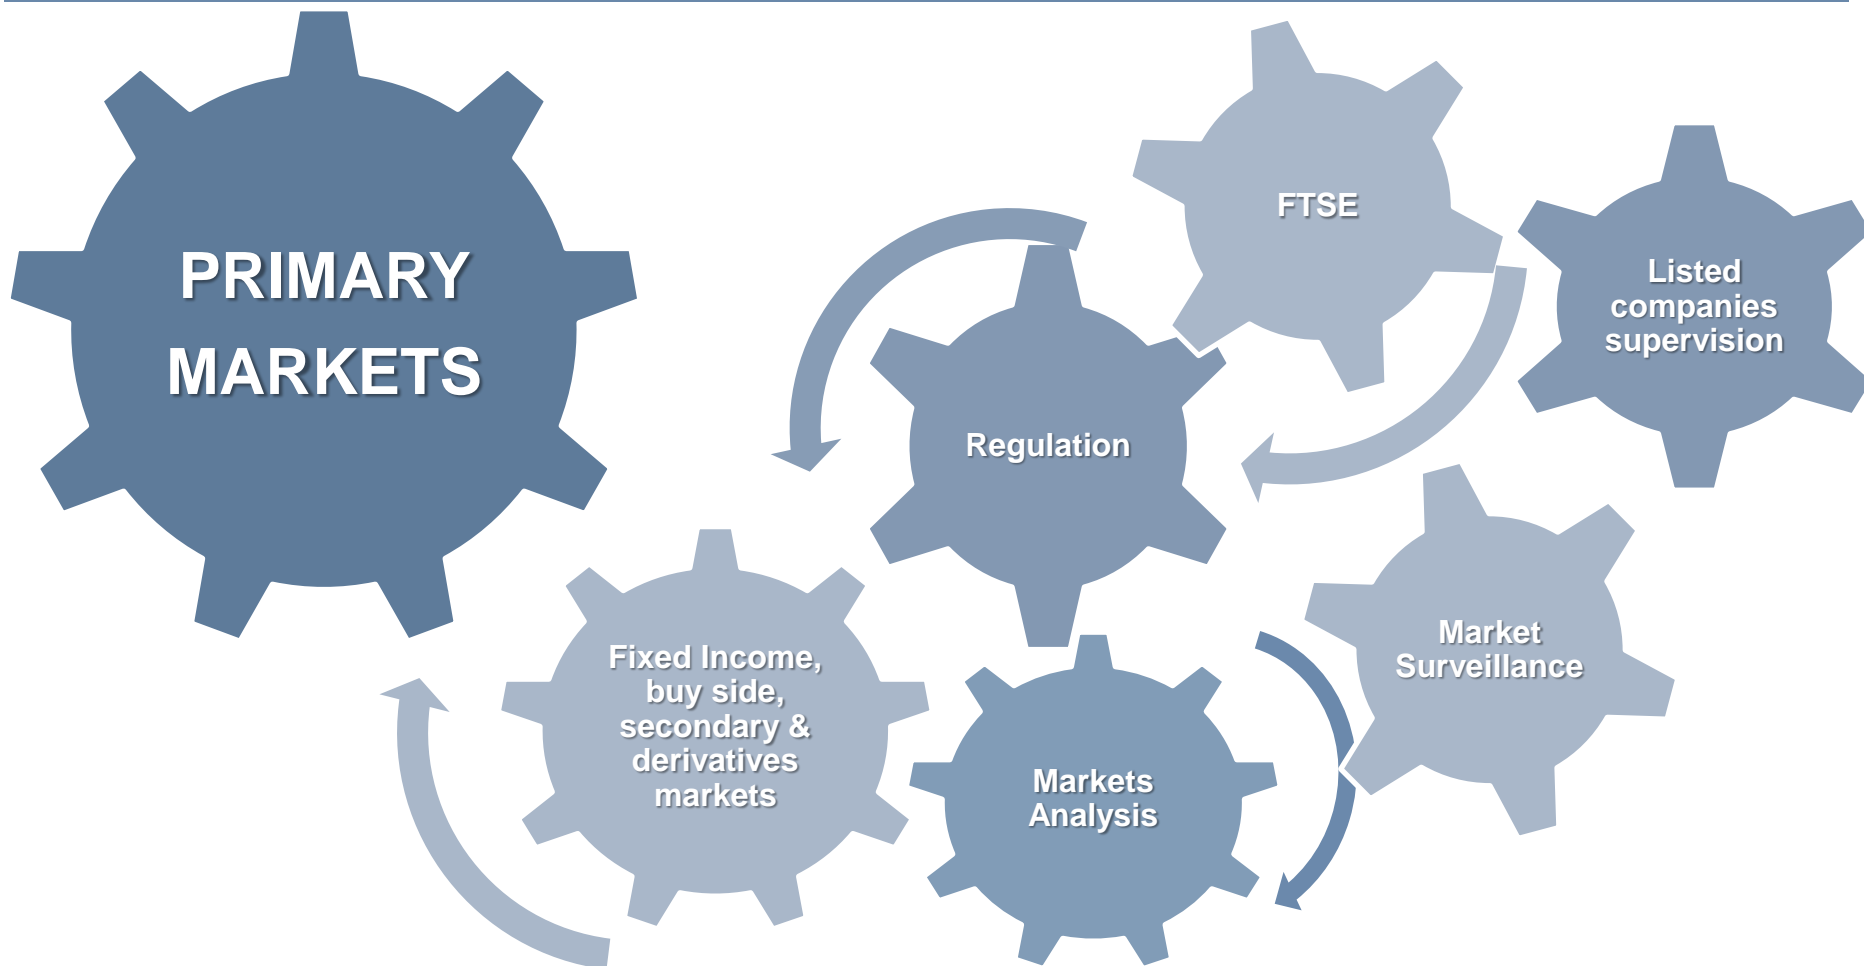 PRIMARY
MARKETS
FTSE
Listed
companies
supervision
Regulation
Market
Surveillance
Fixed Income,
buy side,
secondary &
derivatives
markets
Markets
Analysis